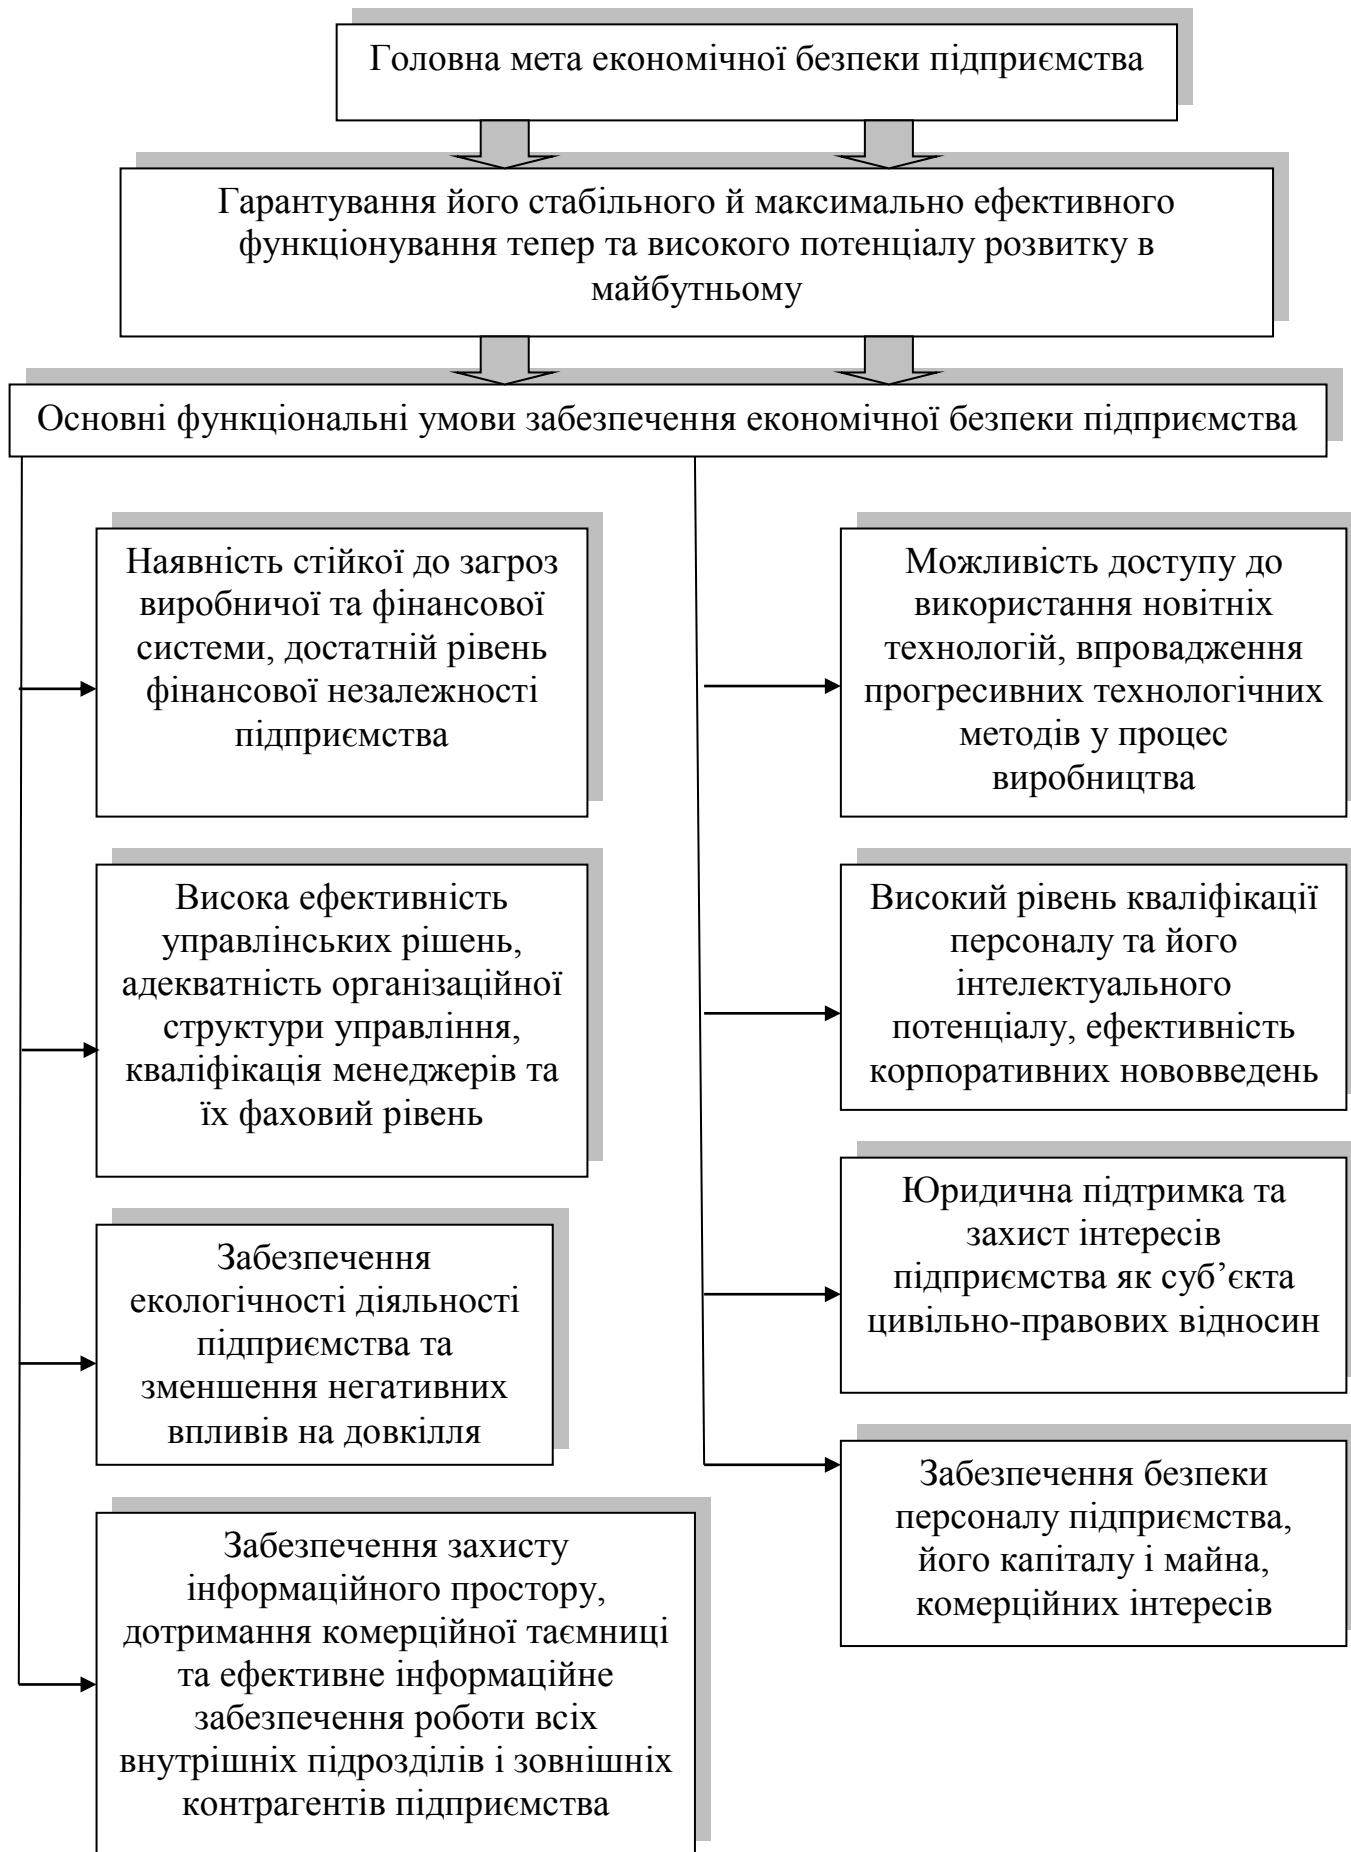 Головна мета економічної безпеки підприємства
Гарантування його стабільного й максимально ефективного
функціонування тепер та високого потенціалу розвитку в
майбутньому
Основні функціональні умови забезпечення економічної безпеки підприємства
Наявність стійкої до загроз
виробничої та фінансової
системи, достатній рівень
фінансової незалежності
підприємства
Висока ефективність
управлінських рішень,
адекватність організаційної
структури управління,
кваліфікація менеджерів та
їх фаховий рівень
Забезпечення
екологічності діяльності
підприємства та
зменшення негативних
впливів на довкілля
Забезпечення захисту
інформаційного простору,
дотримання комерційної таємниці
та ефективне інформаційне
забезпечення роботи всіх
внутрішніх підрозділів і зовнішніх
контрагентів підприємства
Можливість доступу до
використання новітніх
технологій, впровадження
прогресивних технологічних
методів у процес
виробництва
Високий рівень кваліфікації
персоналу та його
інтелектуального
потенціалу, ефективність
корпоративних нововведень
Юридична підтримка та
захист інтересів
підприємства як суб’єкта
цивільно-правових відносин
Забезпечення безпеки
персоналу підприємства,
його капіталу і майна,
комерційних інтересів